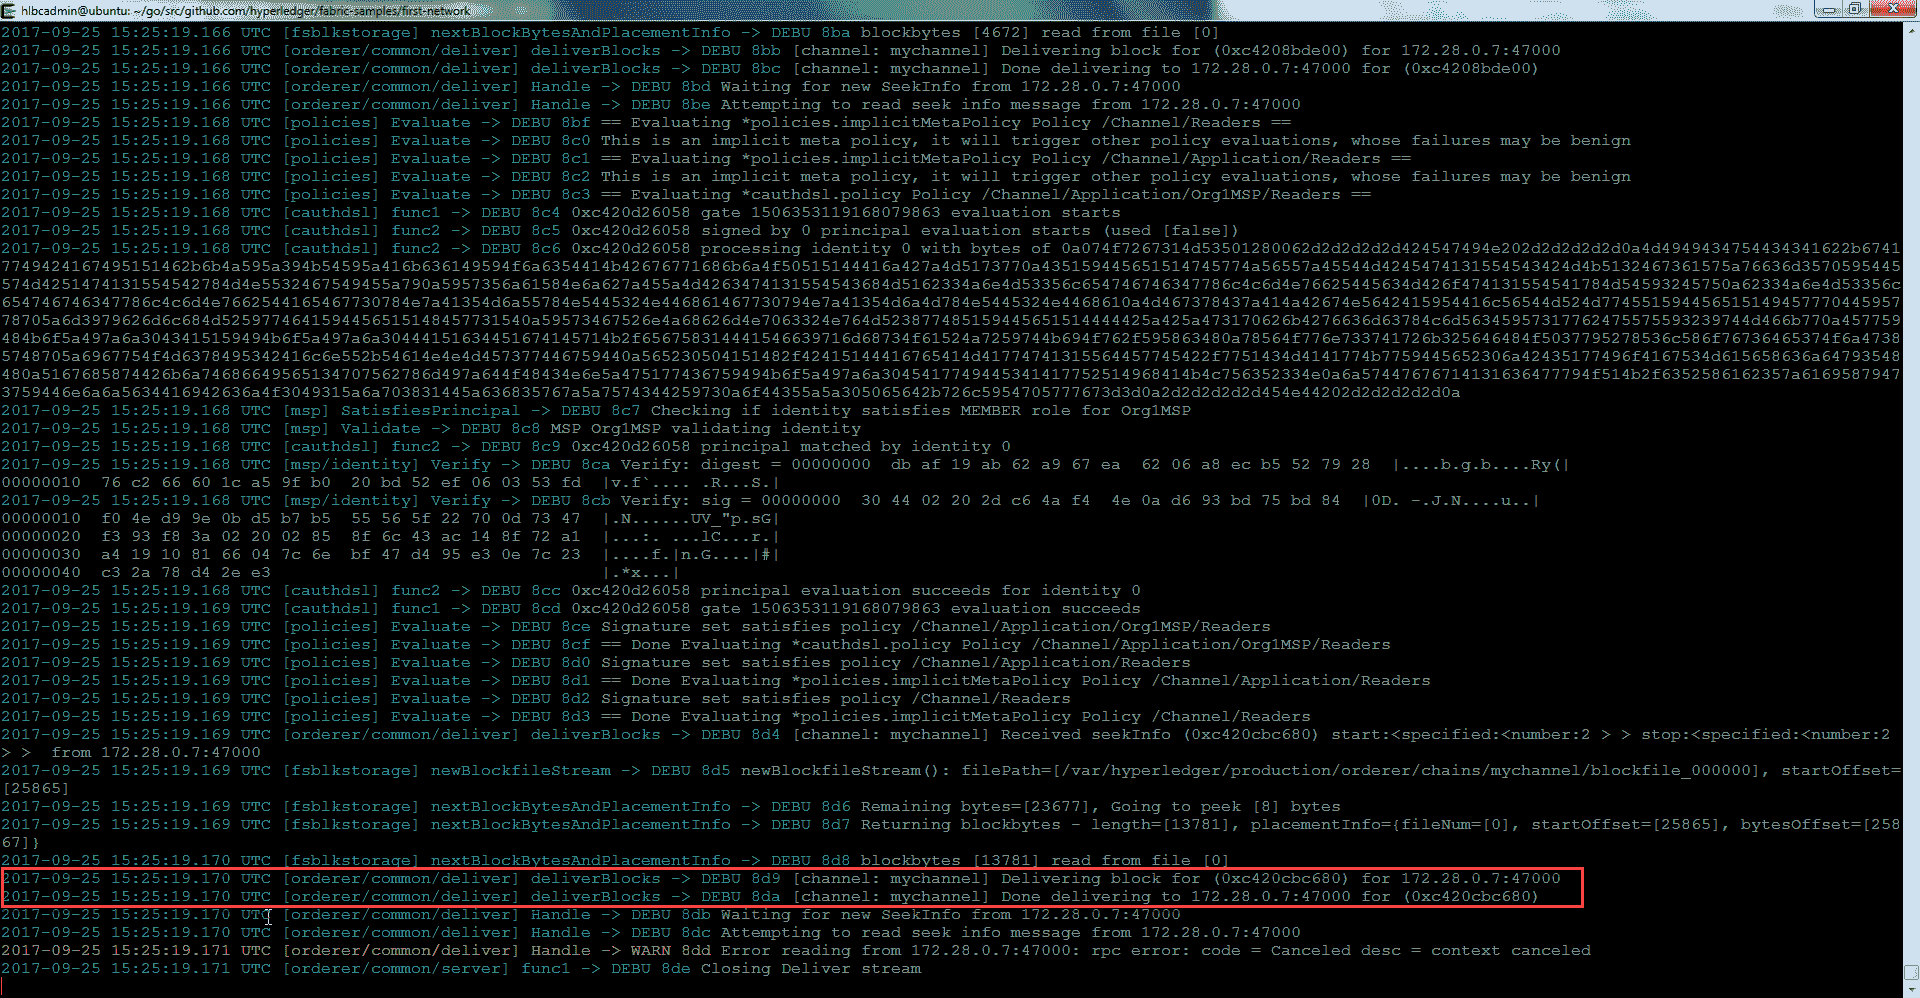 hlbcadmin@ubuntu: ~/go/src/github.com/hyperledger/fabric-samples/first-network
2017-09-25 15:25:19.166 UTC [fsblkstorage] nextBlockBytesAndPlacementInfo -> DEBU 8ba blockbytes [4672] read from file [0]
2017-09-25 15:25:19.166 UTC [orderer/common/deliver] deliverBlocks -> DEBU 8bb [channel: mychannel] Delivering block for (0xc4208bde00) for 172.28.0.7:47000
2017-09-25 15:25:19.166 UTC [orderer/common/deliver] deliverBlocks -> DEBU 8bc [channel: mychannel] Done delivering to 172.28.0.7:47000 for (0xc4208bde00)
2017-09-25 15:25:19.166 UTC [orderer/common/deliver] Handle -> DEBU 8bd Waiting for new SeekInfo from 172.28.0.7:47000
2017-09-25 15:25:19.166 UTC [orderer/common/deliver] Handle -> DEBU 8be Attempting to read seek info message from 172.28.0.7:47000
2017-09-25 15:25:19.168 UTC [policies] Evaluate -> DEBU 8bf == Evaluating *policies.implicitMetaPolicy Policy /Channel/Readers ==
2017-09-25 15:25:19.168 UTC [policies] Evaluate -> DEBU 8c0 This is an implicit meta policy, it will trigger other policy evaluations, whose failures may be benign
2017-09-25 15:25:19.168 UTC [policies] Evaluate -> DEBU 8c1 == Evaluating *policies.implicitMetaPolicy Policy /Channel/Application/Readers ==
2017-09-25 15:25:19.168 UTC [policies] Evaluate -> DEBU 8c2 This is an implicit meta policy, it will trigger other policy evaluations, whose failures may be benign
2017-09-25 15:25:19.168 UTC [policies] Evaluate -> DEBU 8c3 == Evaluating *cauthdsl.policy Policy /Channel/Application/Org1MSP/Readers ==
2017-09-25 15:25:19.168 UTC [cauthdsl] func1 -> DEBU 8c4 0xc420d26058 gate 1506353119168079863 evaluation starts
2017-09-25 15:25:19.168 UTC [cauthdsl] func2 -> DEBU 8c5 0xc420d26058 signed by 0 principal evaluation starts (used [false])
2017-09-25 15:25:19.168 UTC [cauthdsl] func2 -> DEBU 8c6 0xc420d26058 processing identity 0 with bytes of
2017-09-25 15:25:19.168 UTC [msp] SatisfiesPrincipal -> DEBU 8c7 Checking if identity satisfies MEMBER role for Org1MSP
2017-09-25 15:25:19.168 UTC [msp] Validate -> DEBU 8c8 MSP Org1MSP validating identity
2017-09-25 15:25:19.168 UTC [cauthdsl] func2 -> DEBU 8c9 0xc420d26058 principal matched by identity 0
2017-09-25 15:25:19.168 UTC [msp/identity] Verify -> DEBU 8ca Verify: digest = 00000000  db af 19 ab 62 a9 67 ea  62 06 a8 ec b5 52 79 28  |....b.g.b....Ry(|
00000010  76 c2 66 60 1c a5 9f b0  20 bd 52 ef 06 03 53 fd  |v.f`.... .R...S.|
2017-09-25 15:25:19.168 UTC [msp/identity] Verify -> DEBU 8cb Verify: sig = 00000000  30 44 02 20 2d c6 4a f4  4e 0a d6 93 bd 75 bd 84  |0D. -.J.N....u..|
00000010  f0 4e d9 9e 0b d5 b7 b5  55 56 5f 22 70 0d 73 47  |.N......UV_"p.sG|
00000020  f3 93 f8 3a 02 20 02 85  8f 6c 43 ac 14 8f 72 a1  |...:. ...lC...r.|
00000030  a4 19 10 81 66 04 7c 6e  bf 47 d4 95 e3 0e 7c 23  |....f.|n.G....|#|
00000040  c3 2a 78 d4 2e e3  |.*x...|
2017-09-25 15:25:19.168 UTC [cauthdsl] func2 -> DEBU 8cc 0xc420d26058 principal evaluation succeeds for identity 0
2017-09-25 15:25:19.169 UTC [cauthdsl] func1 -> DEBU 8cd 0xc420d26058 gate 1506353119168079863 evaluation succeeds
2017-09-25 15:25:19.169 UTC [policies] Evaluate -> DEBU 8ce Signature set satisfies policy /Channel/Application/Org1MSP/Readers
2017-09-25 15:25:19.169 UTC [policies] Evaluate -> DEBU 8cf == Done Evaluating *cauthdsl.policy Policy /Channel/Application/Org1MSP/Readers
2017-09-25 15:25:19.169 UTC [policies] Evaluate -> DEBU 8d0 Signature set satisfies policy /Channel/Application/Readers
2017-09-25 15:25:19.169 UTC [policies] Evaluate -> DEBU 8d1 == Done Evaluating *policies.implicitMetaPolicy Policy /Channel/Application/Readers
2017-09-25 15:25:19.169 UTC [policies] Evaluate -> DEBU 8d2 Signature set satisfies policy /Channel/Readers
2017-09-25 15:25:19.169 UTC [policies] Evaluate -> DEBU 8d3 == Done Evaluating *policies.implicitMetaPolicy Policy /Channel/Readers
2017-09-25 15:25:19.169 UTC [orderer/common/deliver] deliverBlocks -> DEBU 8d4 [channel: mychannel] Received seekInfo (0xc420cbc680) start:<specified:<number:2 > > stop:<specified:<number:2
> >  from 172.28.0.7:47000
2017-09-25 15:25:19.169 UTC [fsblkstorage] newBlockfileStream -> DEBU 8d5 newBlockfileStream(): filePath=[/var/hyperledger/production/orderer/chains/mychannel/blockfile_000000], startOffset=
[25865]
2017-09-25 15:25:19.169 UTC [fsblkstorage] nextBlockBytesAndPlacementInfo -> DEBU 8d6 Remaining bytes=[23677], Going to peek [8] bytes
2017-09-25 15:25:19.169 UTC [fsblkstorage] nextBlockBytesAndPlacementInfo -> DEBU 8d7 Returning blockbytes - length=[13781], placementInfo={fileNum=[0], startOffset=[25865], bytesOffset=[258
67]}
2017-09-25 15:25:19.170 UTC [fsblkstorage] nextBlockBytesAndPlacementInfo -> DEBU 8d8 blockbytes [13781] read from file [0]
2017-09-25 15:25:19.170 UTC [orderer/common/deliver] deliverBlocks -> DEBU 8d9 [channel: mychannel] Delivering block for (0xc420cbc680) for 172.28.0.7:47000
2017-09-25 15:25:19.170 UTC [orderer/common/deliver] deliverBlocks -> DEBU 8da [channel: mychannel] Done delivering to 172.28.0.7:47000 for (0xc420cbc680)
2017-09-25 15:25:19.170 UTC [orderer/common/deliver] Handle -> DEBU 8db Waiting for new SeekInfo from 172.28.0.7:47000
2017-09-25 15:25:19.170 UTC [orderer/common/deliver] Handle -> DEBU 8dc Attempting to read seek info message from 172.28.0.7:47000
2017-09-25 15:25:19.171 UTC [orderer/common/deliver] Handle -> WARN 8dd Error reading from 172.28.0.7:47000: rpc error: code = Canceled desc = context canceled
2017-09-25 15:25:19.171 UTC [orderer/common/server] func1 -> DEBU 8de Closing Deliver stream